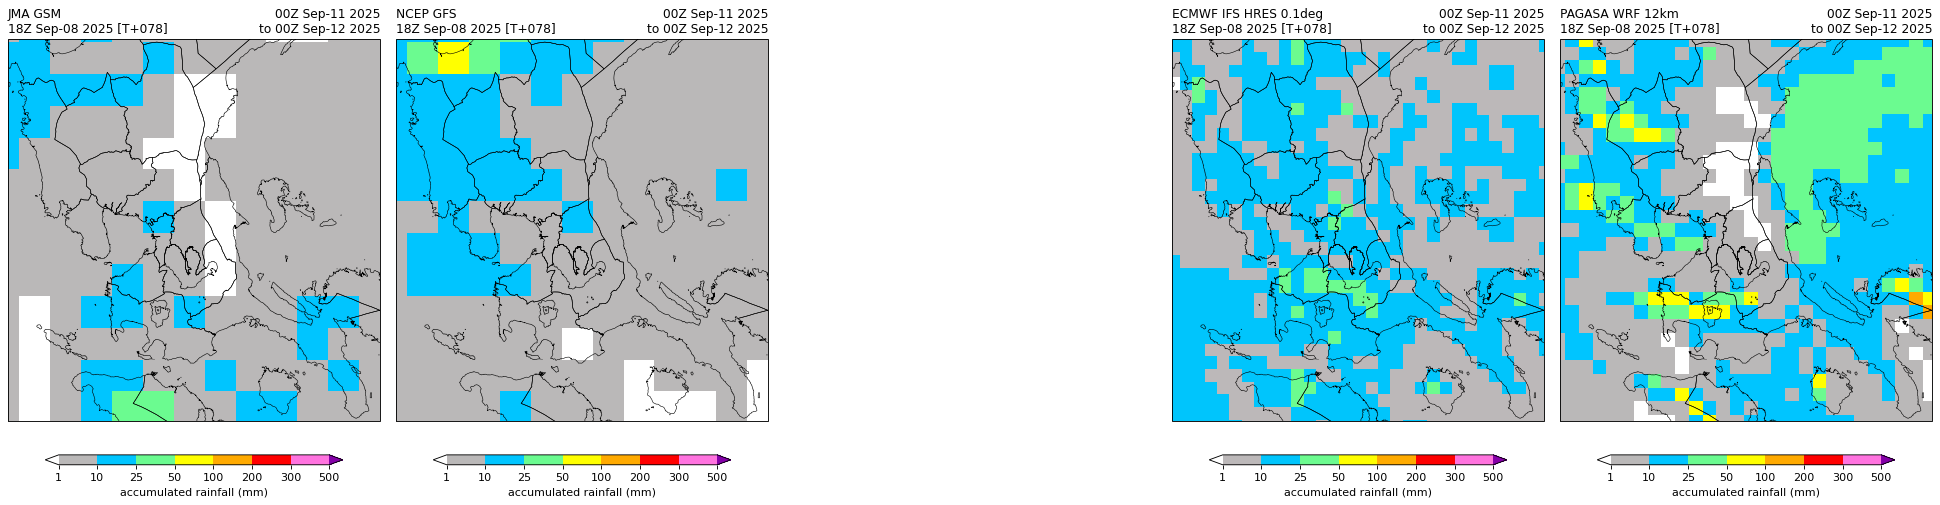 JMA GSM 00Z Sep-11 2025
18Z Sep-08 2025 [T+078] to 00Z Sep-12 2025
NCEP GFS 00Z Sep-11 2025
18Z Sep-08 2025 [T+078] to 00Z Sep-12 2025
ECMWF IFS HRES 0.1deg 00Z Sep-11 2025
18Z Sep-08 2025 [T+078] to 00Z Sep-12 2025
PAGASA WRF 12km 00Z Sep-11 2025
18Z Sep-08 2025 [T+078] to 00Z Sep-12 2025
1 10 25 50 100 200 300 500
accumulated rainfall (mm)
1 10 25 50 100 200 300 500
accumulated rainfall (mm)
1 10 25 50 100 200 300 500
accumulated rainfall (mm)
1 10 25 50 100 200 300 500
accumulated rainfall (mm)